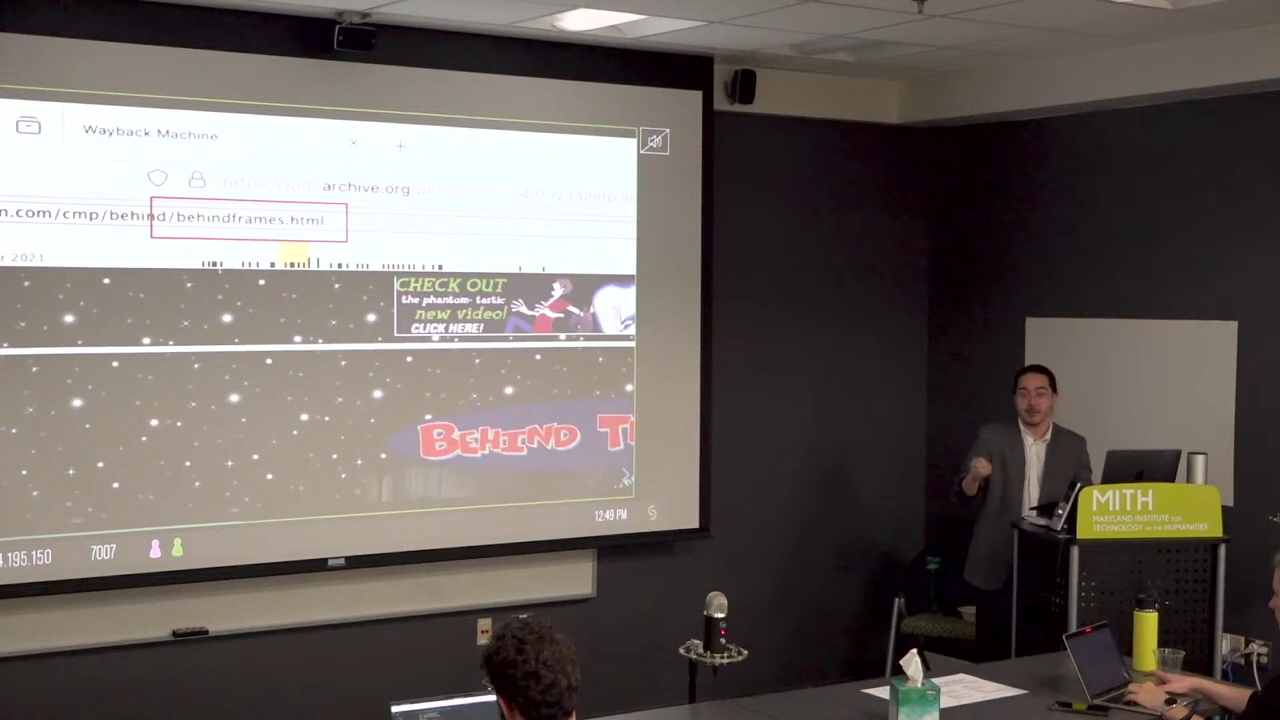 Wayback Machine
archive.org
n.com/cmp/behind/behindframes.html
r 2021
CHECK OUT
the phantom- tastic
new video!
CLICK HERE!
BEHIND
12:49 PM
.195.150
7007
MITH
MARYLAND INSTITUTE FOR
TECHNOLOGY IN THE HUMANITIES